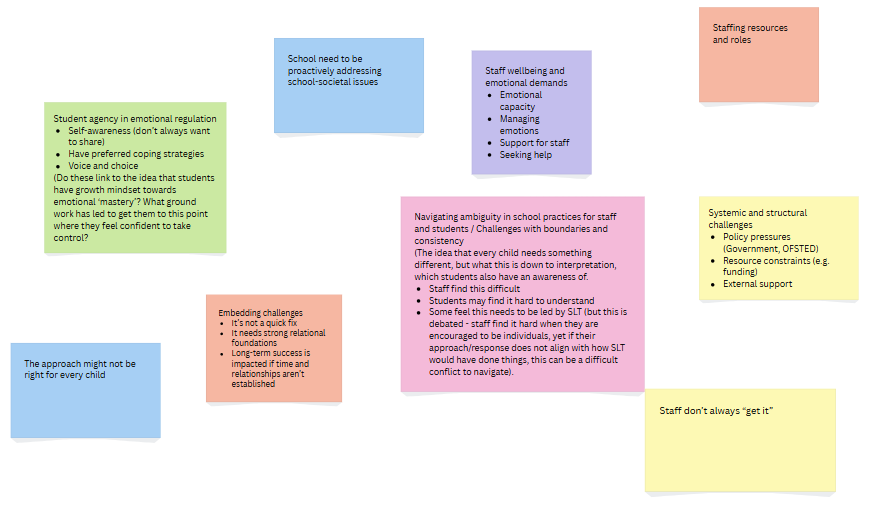 Staffing resources
and roles
School need to be
proactively addressing
school-societal issues
Staff wellbeing and
emotional demands
• Emotional
capacity
• Managing
emotions
• Support for staff
• Seeking help
Student agency in emotional regulation
• Self-awareness (don't always want
to share)
• Have preferred coping strategies
• Voice and choice
(Do these link to the idea that students
have growth mindset towards
emotional 'mastery'? What ground
work has led to get them to this point
where they feel confident to take
control?
Navigating ambiguity in school practices for staff
and students / Challenges with boundaries and
consistency
(The idea that every child needs something
different, but what this is down to interpretation,
which students also have an awareness of.
• Staff find this difficult
• Students may find it hard to understand
• Some feel this needs to be led by SLT (but this is
debated - staff find it hard when they are
encouraged to be individuals, yet if their
approach/response does not align with how SLT
would have done things, this can be a difficult
conflict to navigate).
Systemic and structural
challenges
• Policy pressures
(Government, OFSTED)
• Resource constraints (e.g.
funding)
• External support
Embedding challenges
• It's not a quick fix
• It needs strong relational
foundations
• Long-term success is
impacted if time and
relationships aren't
established
The approach might not be
right for every child
Staff don't always "get it"